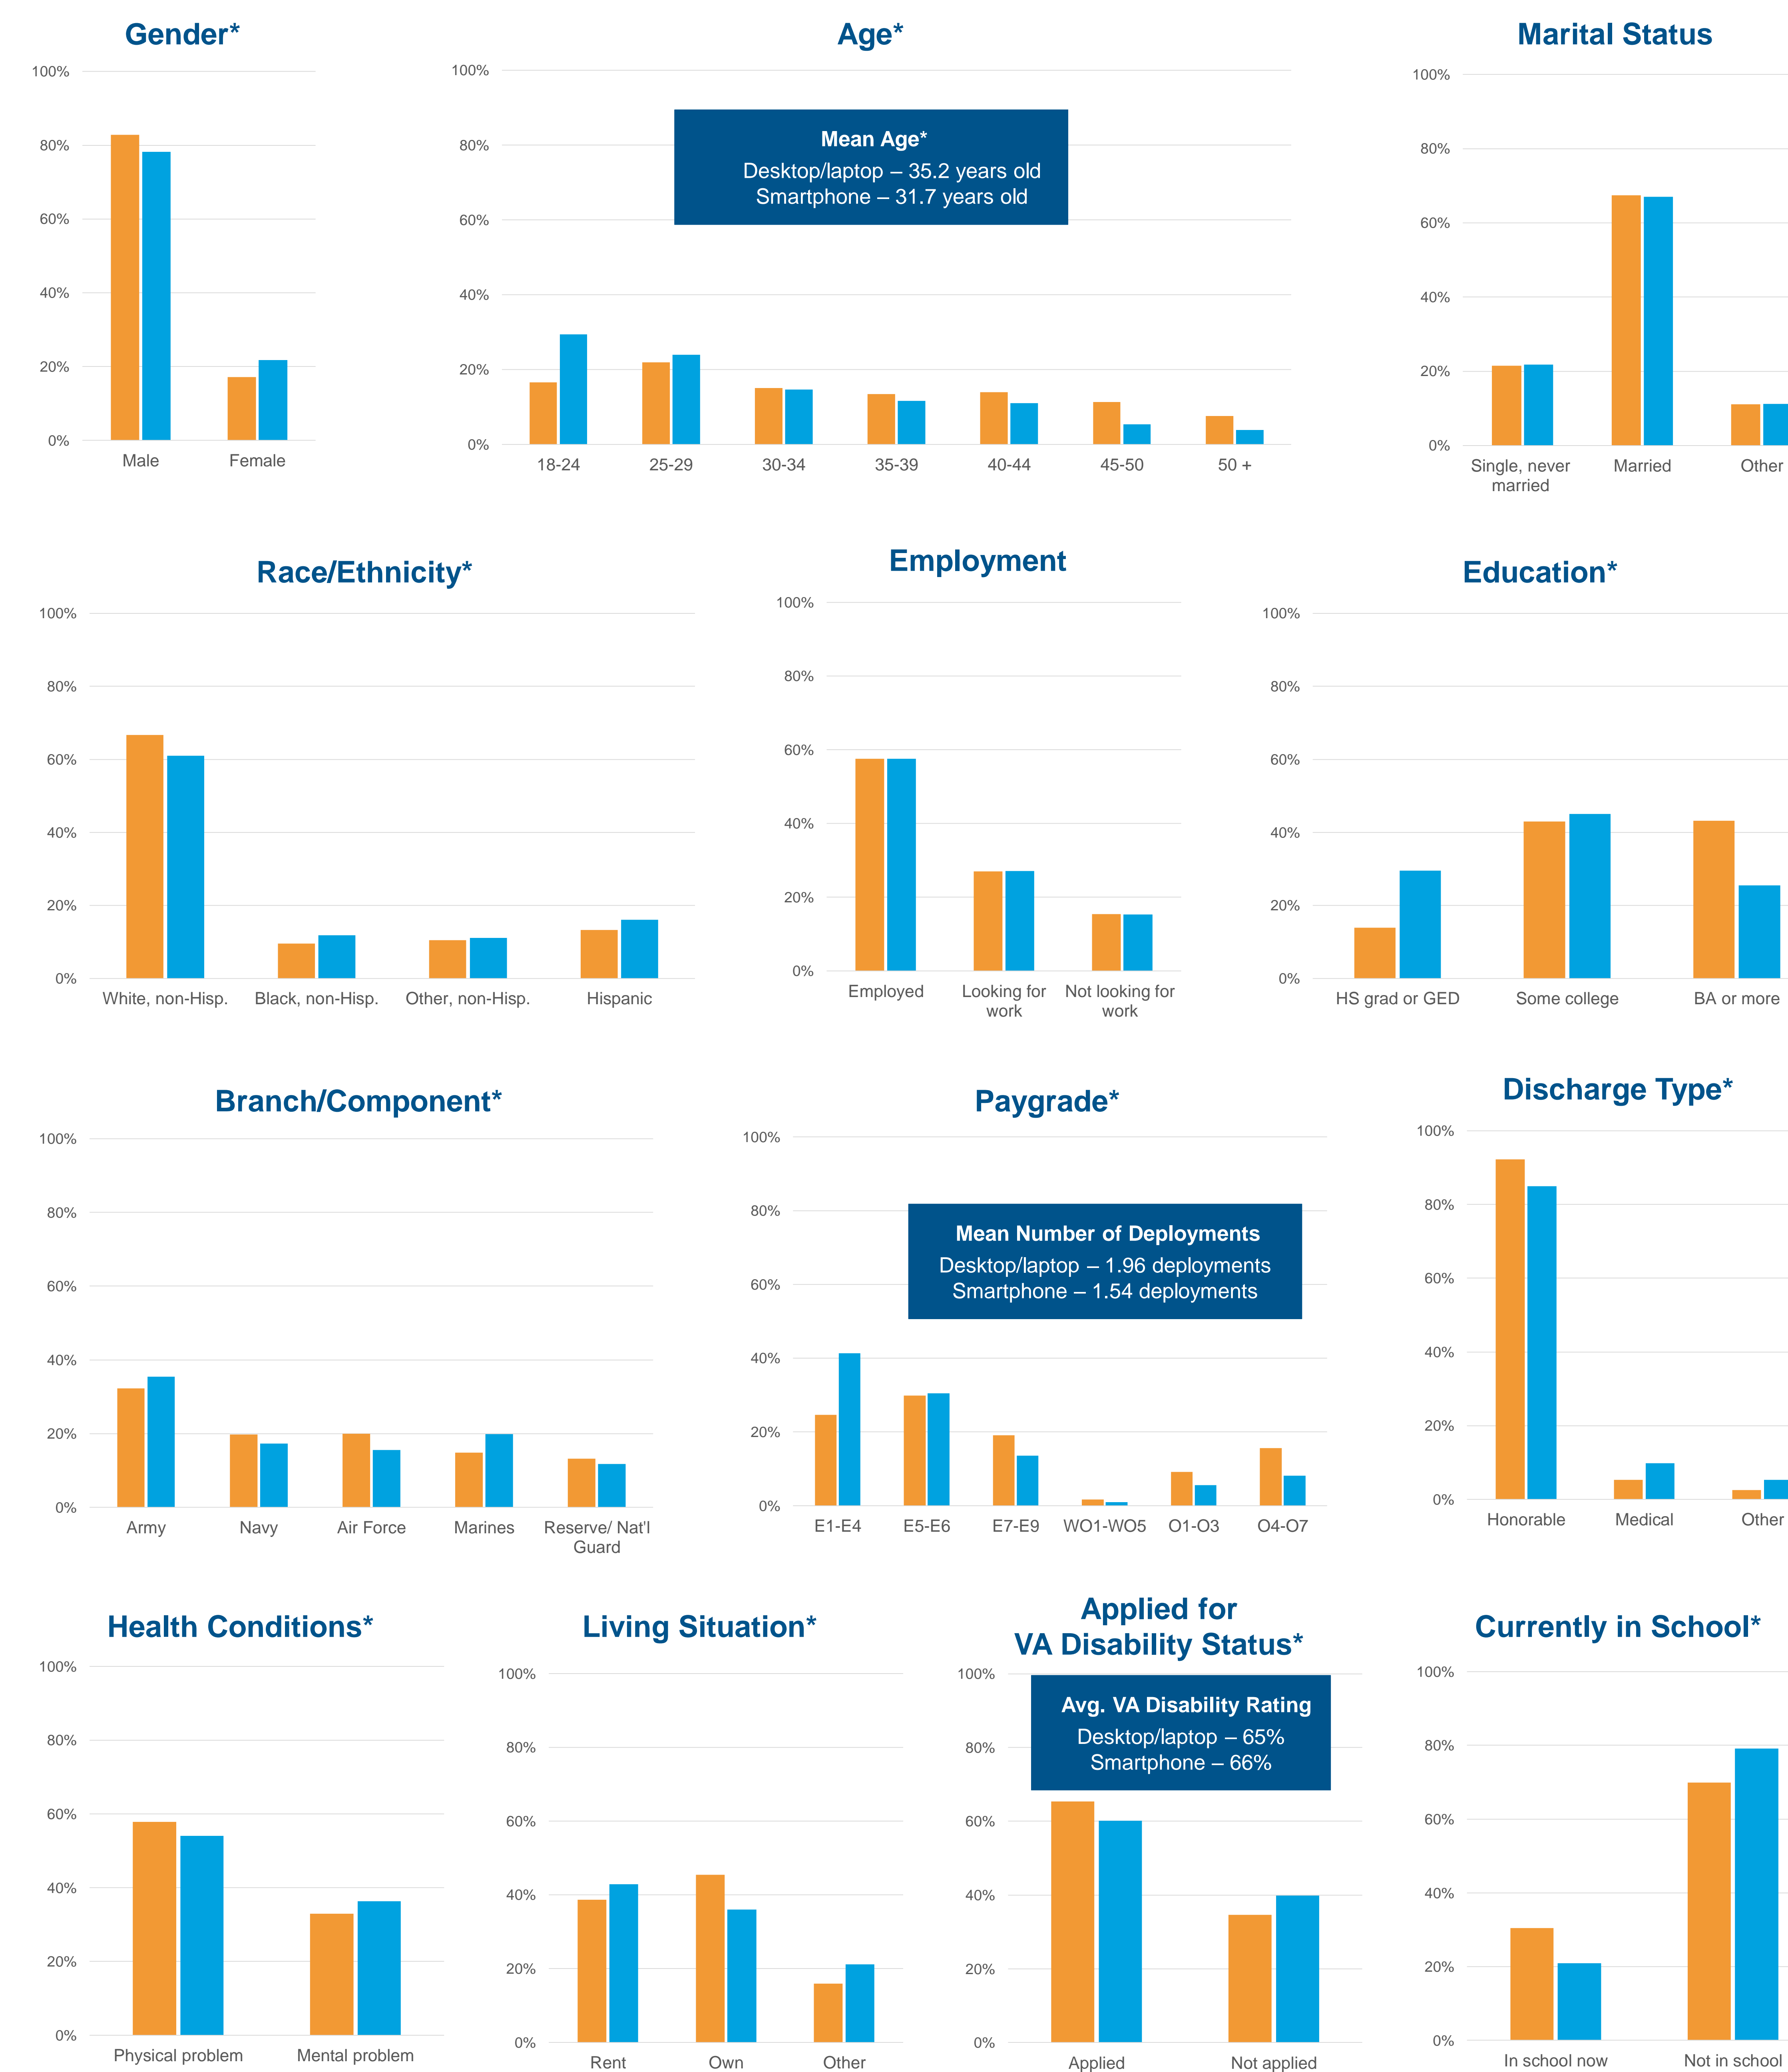 Gender*
100%
80%
60%
40%
20%
0%
Male Female
Age*
100%
80%
60%
40%
20%
0%
Mean Age*
Desktop/laptop – 35.2 years old
Smartphone – 31.7 years old
18-24 25-29 30-34 35-39 40-44 45-50 50 +
Marital Status
100%
80%
60%
40%
20%
0%
Single, never married Married Other
Race/Ethnicity*
100%
80%
60%
40%
20%
0%
White, non-Hisp. Black, non-Hisp. Other, non-Hisp. Hispanic
Employment
100%
80%
60%
40%
20%
0%
Employed Looking for work Not looking for work
Education*
100%
80%
60%
40%
20%
0%
HS grad or GED Some college BA or more
Branch/Component*
100%
80%
60%
40%
20%
0%
Army Navy Air Force Marines Reserve/ Nat'l Guard
Paygrade*
100%
80%
60%
40%
20%
0%
Mean Number of Deployments
Desktop/laptop – 1.96 deployments
Smartphone – 1.54 deployments
E1-E4 E5-E6 E7-E9 WO1-WO5 O1-O3 O4-O7
Discharge Type*
100%
80%
60%
40%
20%
0%
Honorable Medical Other
Health Conditions*
100%
80%
60%
40%
20%
0%
Physical problem Mental problem
Living Situation*
100%
80%
60%
40%
20%
0%
Rent Own Other
Applied for
VA Disability Status*
100%
80%
60%
40%
20%
0%
Avg. VA Disability Rating
Desktop/laptop – 65%
Smartphone – 66%
Applied Not applied
Currently in School*
100%
80%
60%
40%
20%
0%
In school now Not in school